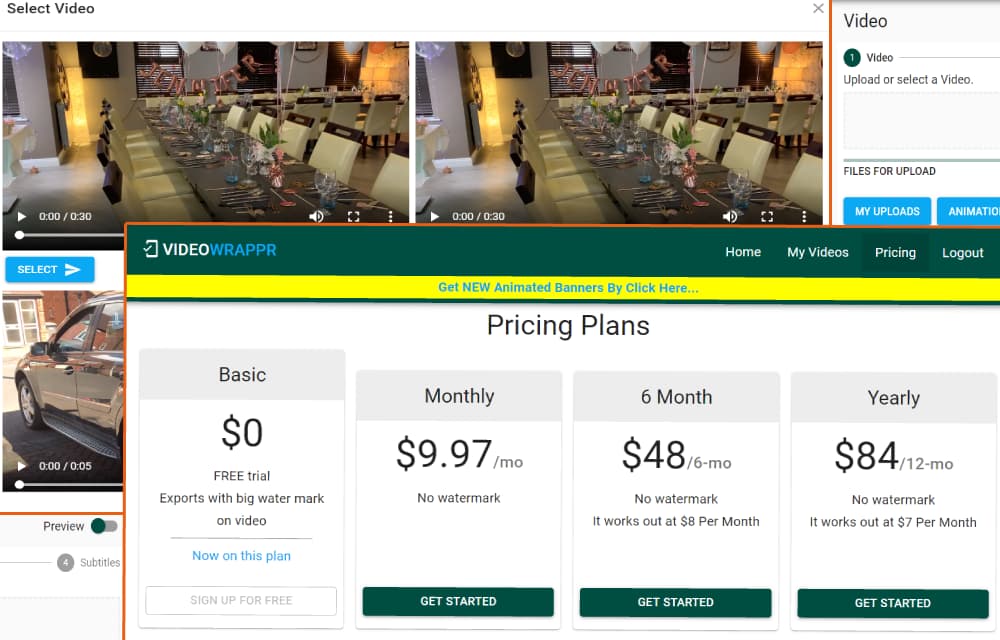 Select Video
0:00 / 0:30
0:00 / 0:30
SELECT
0:00 / 0:05
Preview
4 Subtitles
Video
1 Video
Upload or select a Video.
FILES FOR UPLOAD
MY UPLOADS
ANIMATIO
VIDEOWRAPPR
Home My Videos Pricing Logout
Get NEW Animated Banners By Click Here...
Pricing Plans
Basic
$0
FREE trial
Exports with big water mark
on video
Now on this plan
SIGN UP FOR FREE
Monthly
$9.97/mo
No watermark
GET STARTED
6 Month
$48/6-mo
No watermark
It works out at $8 Per Month
GET STARTED
Yearly
$84/12-mo
No watermark
It works out at $7 Per Month
GET STARTED